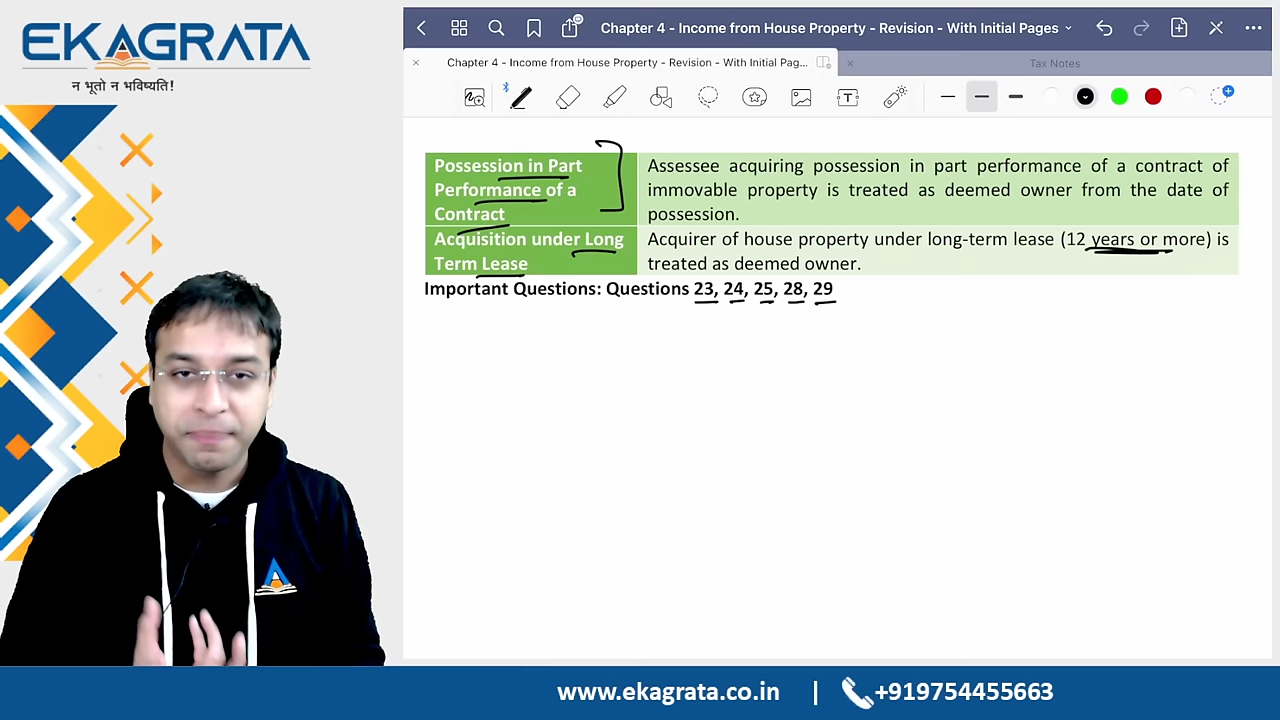 EKAGRATA
न भूतो न भविष्यति!
Chapter 4 - Income from House Property - Revision - With Initial Pages
Chapter 4 - Income from House Property - Revision - With Initial Pag...
Tax Notes
Possession in Part
Performance of a
Contract
Assessee acquiring possession in part performance of a contract of
immovable property is treated as deemed owner from the date of
possession.
Acquisition under Long
Term Lease
Acquirer of house property under long-term lease (12 years or more) is
treated as deemed owner.
Important Questions: Questions 23, 24, 25, 28, 29
www.ekagrata.co.in | +919754455663